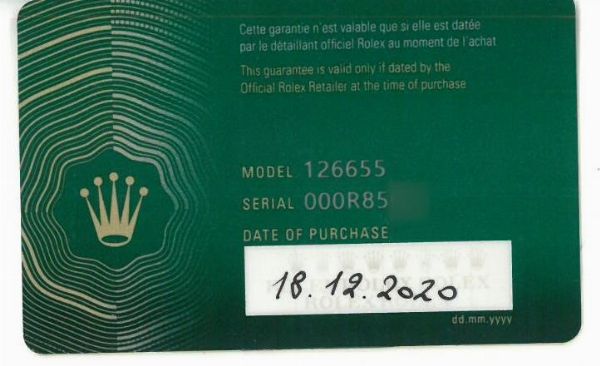 Cette garantie n'est valable que si elle est datée
par le détaillant officiel Rolex au moment de l'achat
This guarantee is valid only if dated by the
Official Rolex Retailer at the time of purchase
MODEL 126655
SERIAL 000R85
DATE OF PURCHASE
18.12.2020
dd.mm.yyyy